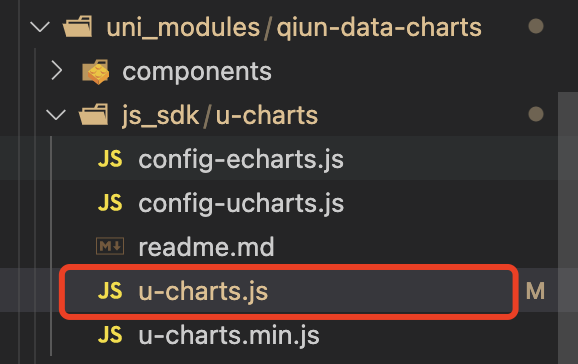 uni_modules/qiun-data-charts
components
js_sdk/u-charts
JS config-echarts.js
JS config-ucharts.js
M↓ readme.md
JS u-charts.js M
JS u-charts.min.js